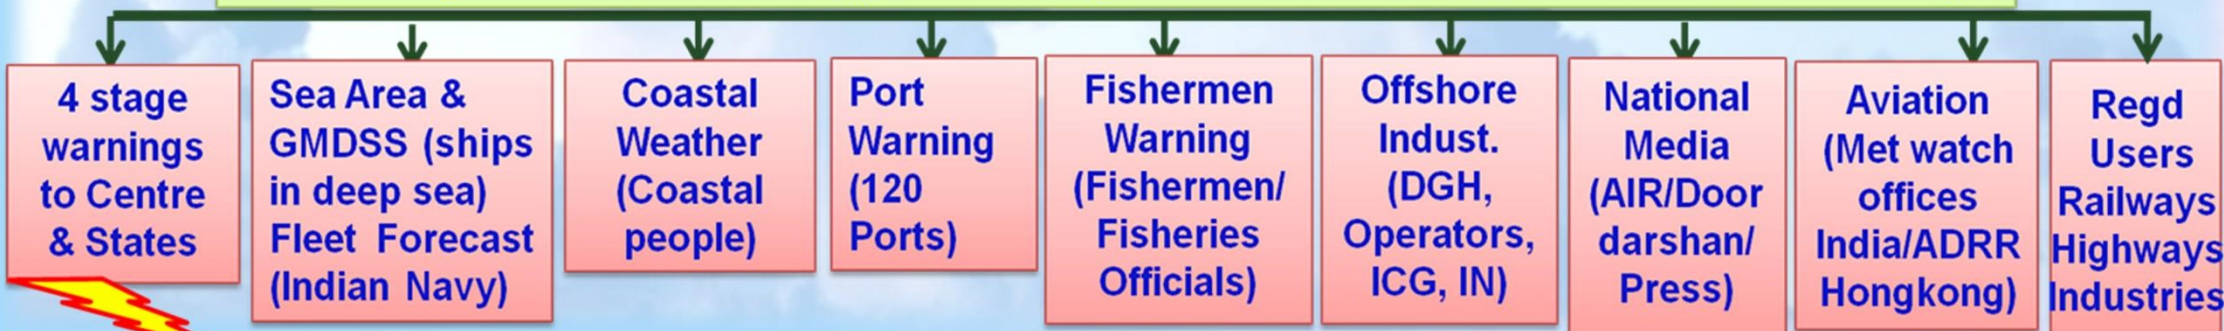 4 stage
warnings
to Centre
& States
Sea Area &
GMDSS (ships
in deep sea)
Fleet Forecast
(Indian Navy)
Coastal
Weather
(Coastal
people)
Port
Warning
(120
Ports)
Fishermen
Warning
(Fishermen/
Fisheries
Officials)
Offshore
Indust.
(DGH,
Operators,
ICG, IN)
National
Media
(AIR/Door
darshan/
Press)
Aviation
(Met watch
offices
India/ADRR
Hongkong)
Regd
Users
Railways
Highways
Industries